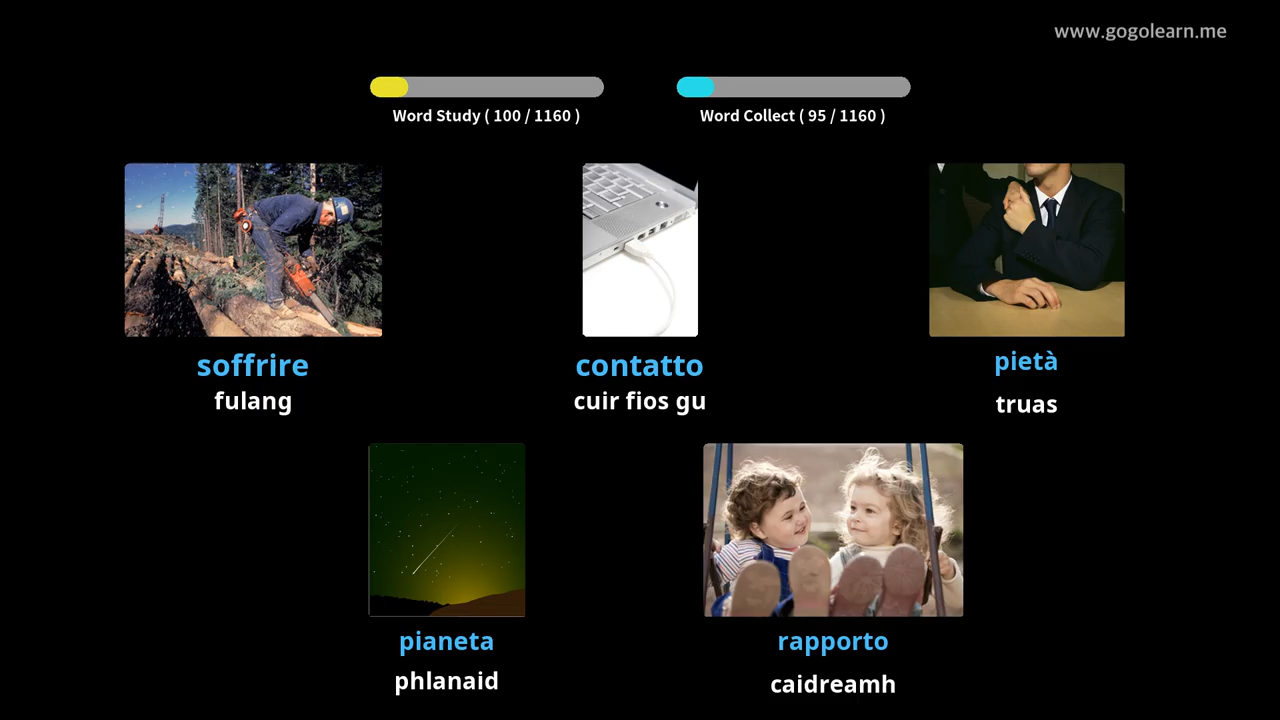 www.gogolearn.me
Word Study ( 100 / 1160 )
Word Collect ( 95 / 1160 )
soffrire
fulang
contatto
cuir fios gu
pietà
truas
pianeta
phlanaid
rapporto
caidreamh